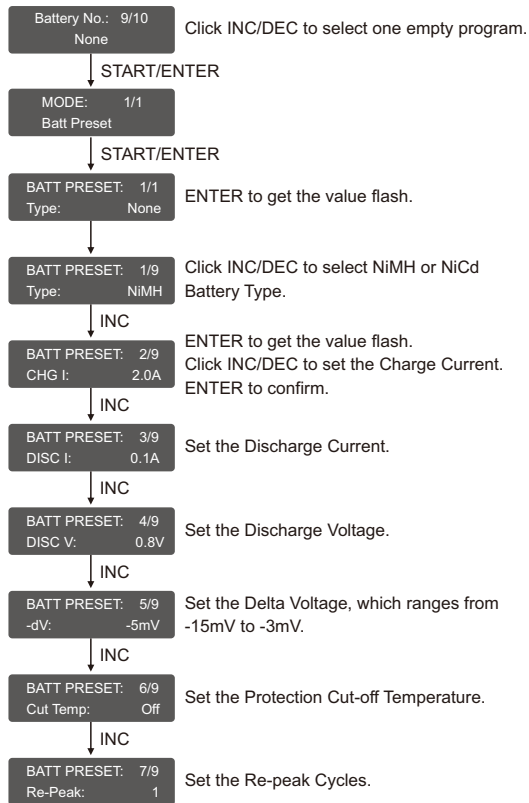 Battery No.: 9/10
None
Click INC/DEC to select one empty program.
START/ENTER
MODE: 1/1
Batt Preset
START/ENTER
BATT PRESET: 1/1
Type: None
ENTER to get the value flash.
BATT PRESET: 1/9
Type: NiMH
Click INC/DEC to select NiMH or NiCd
Battery Type.
INC
BATT PRESET: 2/9
CHG I: 2.0A
ENTER to get the value flash.
Click INC/DEC to set the Charge Current.
ENTER to confirm.
INC
BATT PRESET: 3/9
DISC I: 0.1A
Set the Discharge Current.
INC
BATT PRESET: 4/9
DISC V: 0.8V
Set the Discharge Voltage.
INC
BATT PRESET: 5/9
-dV: -5mV
Set the Delta Voltage, which ranges from
-15mV to -3mV.
INC
BATT PRESET: 6/9
Cut Temp: Off
Set the Protection Cut-off Temperature.
INC
BATT PRESET: 7/9
Re-Peak: 1
Set the Re-peak Cycles.